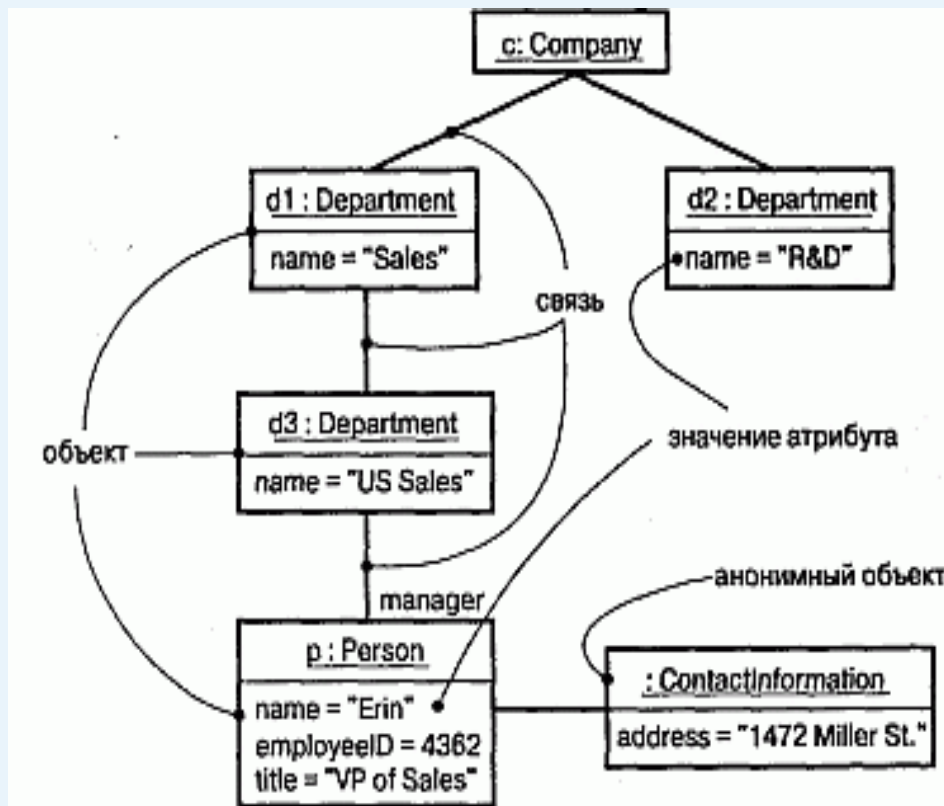 c: Company
d1 : Department
name = "Sales"
d2 : Department
name = "R&D"
связь
d3 : Department
name = "US Sales"
объект
значение атрибута
анонимный объект
manager
p : Person
name = "Erin"
employeeID = 4362
title = "VP of Sales"
: ContactInformation
address = "1472 Miller St."